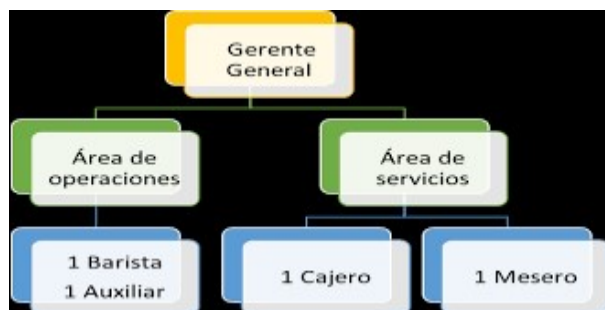 Gerente
General
Área de
operaciones
Área de
servicios
1 Barista
1 Auxiliar
1 Cajero
1 Mesero